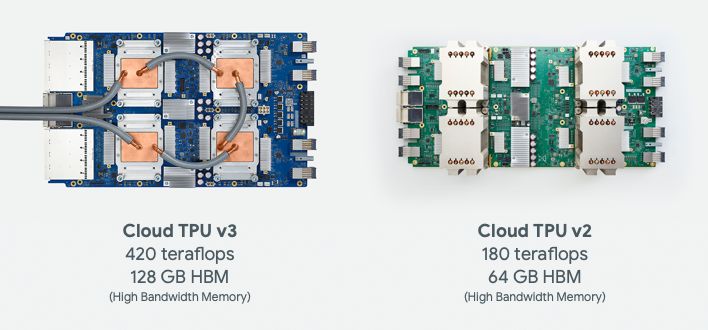 Cloud TPU v3
420 teraflops
128 GB HBM
(High Bandwidth Memory)
Cloud TPU v2
180 teraflops
64 GB HBM
(High Bandwidth Memory)